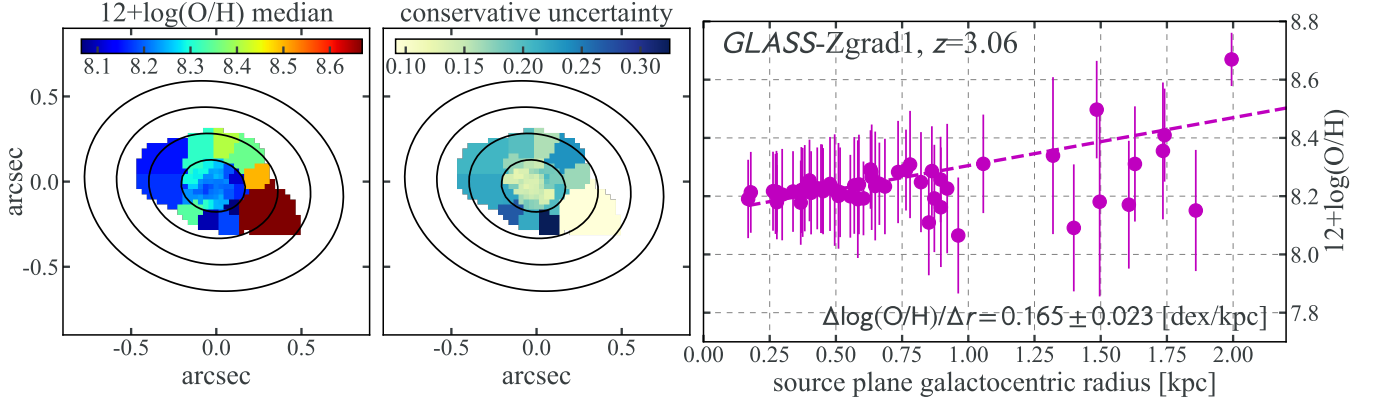 12+log(O/H) median
8.1 8.2 8.3 8.4 8.5 8.6
0.5
0.0
-0.5
arcsec
-0.5 0.0 0.5
arcsec
conservative uncertainty
0.10 0.15 0.20 0.25 0.30
-0.5 0.0 0.5
arcsec
GLASS-Zgrad1, z=3.06
8.8
8.6
8.4
8.2
8.0
7.8
12+log(O/H)
Δlog(O/H)/Δr=0.165±0.023 [dex/kpc]
0.00 0.25 0.50 0.75 1.00 1.25 1.50 1.75 2.00
source plane galactocentric radius [kpc]